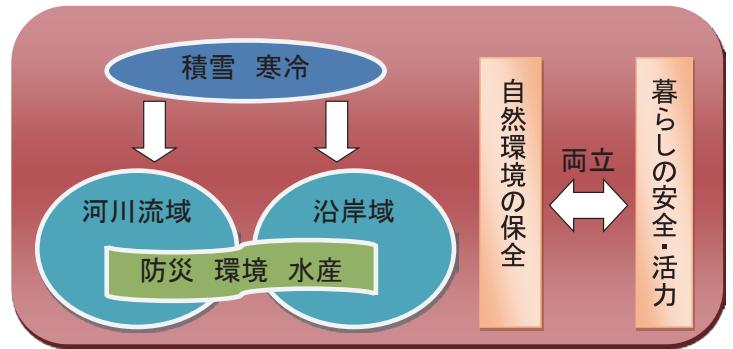 積雪 寒冷
河川流域
沿岸域
防災 環境 水産
自然環境の保全
両立
暮らしの安全・活力